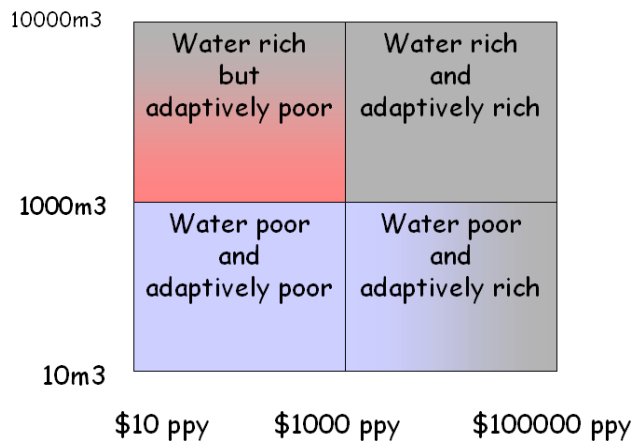 10000m3
Water rich
but
adaptively poor
Water rich
and
adaptively rich
1000m3
Water poor
and
adaptively poor
Water poor
and
adaptively rich
10m3
$10 ppy
$1000 ppy
$100000 ppy